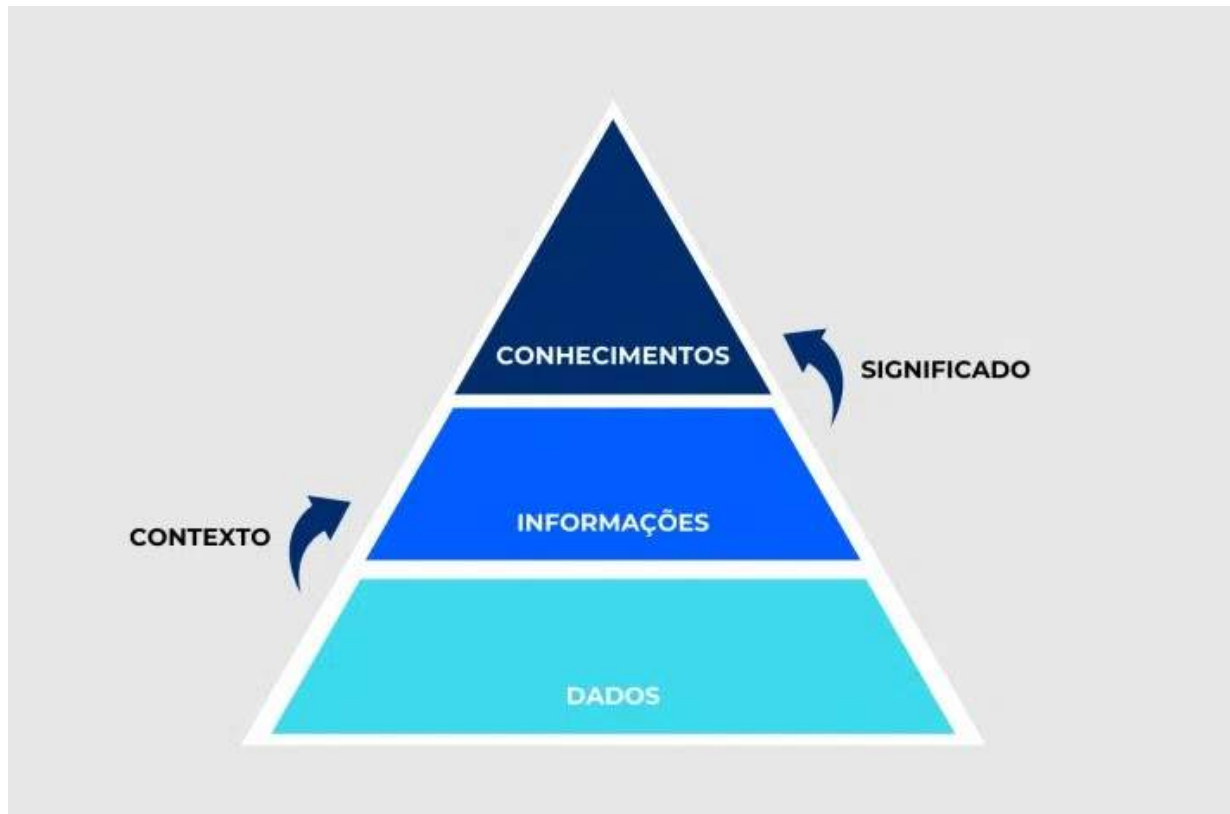 CONHECIMENTOS
SIGNIFICADO
INFORMAÇÕES
CONTEXTO
DADOS